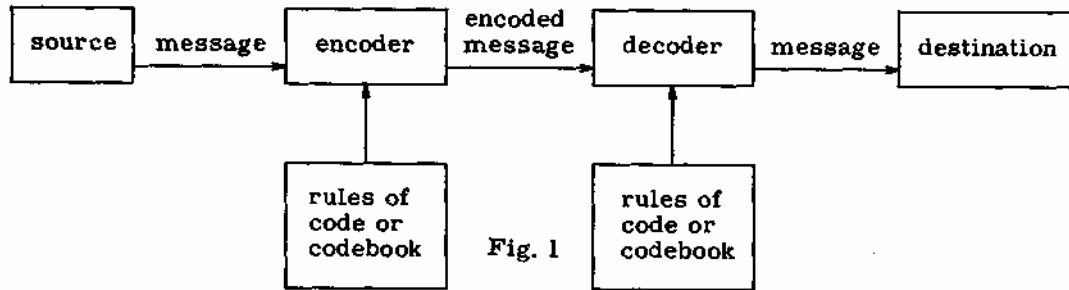 source
message
encoder
encoded
message
decoder
message
destination
rules of
code or
codebook
Fig. 1
rules of
code or
codebook